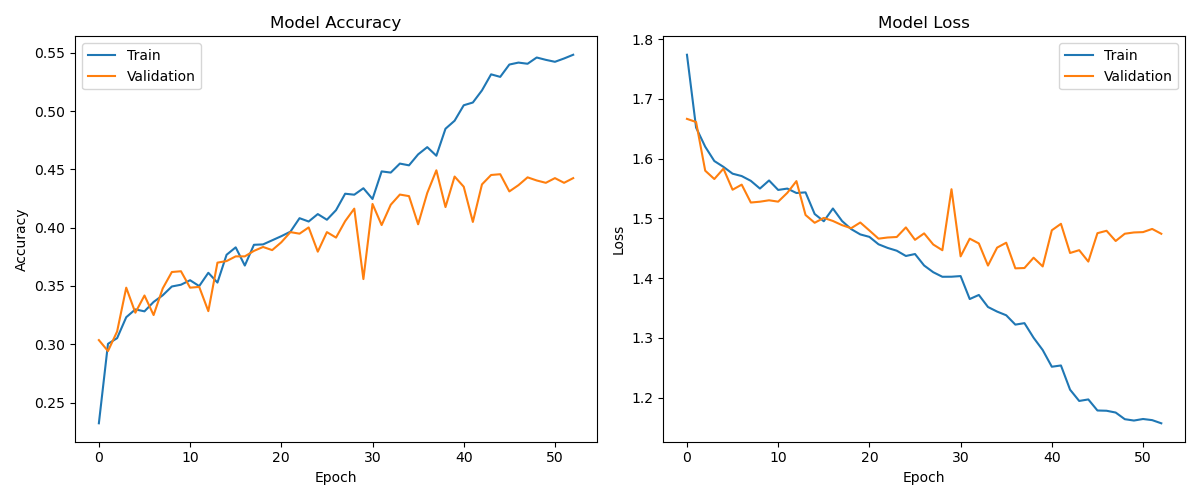 Model Accuracy
Train
Validation
0.55
0.50
0.45
0.40
0.35
0.30
0.25
Accuracy
0 10 20 30 40 50
Epoch
Model Loss
Train
Validation
1.8
1.7
1.6
1.5
1.4
1.3
1.2
Loss
0 10 20 30 40 50
Epoch